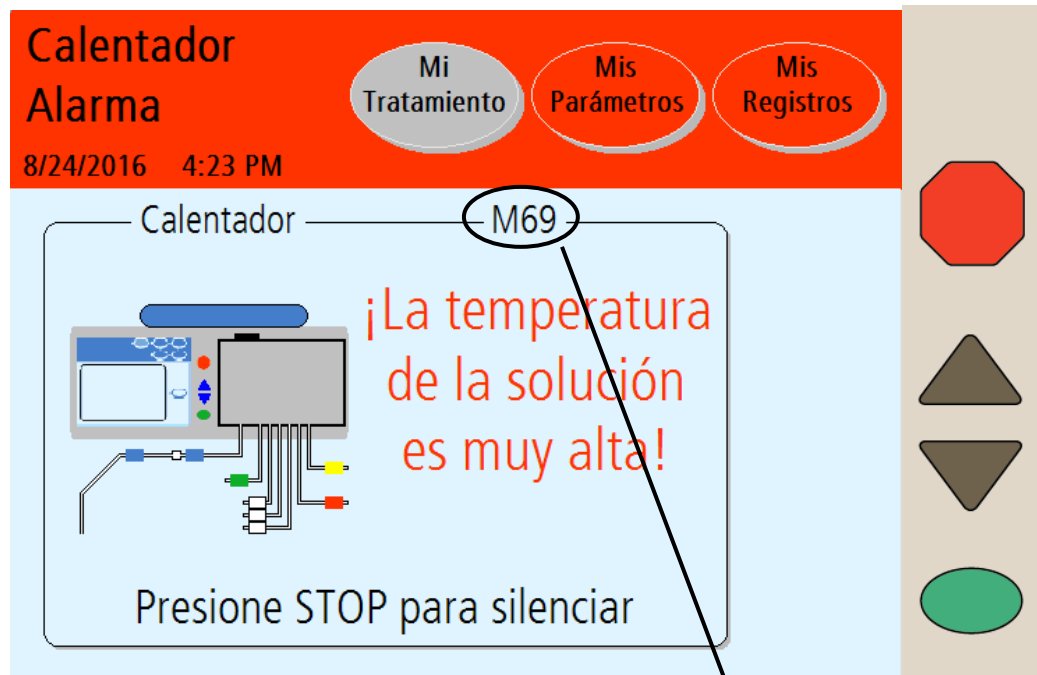 Calentador
Alarma
8/24/2016 4:23 PM
Mi
Tratamiento
Mis
Parámetros
Mis
Registros
Calentador
M69
¡La temperatura
de la solución
es muy alta!
Presione STOP para silenciar